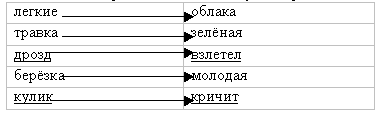 легкие облака
травка зелёная
дрозд взлетел
берёзка молодая
кулик кричит